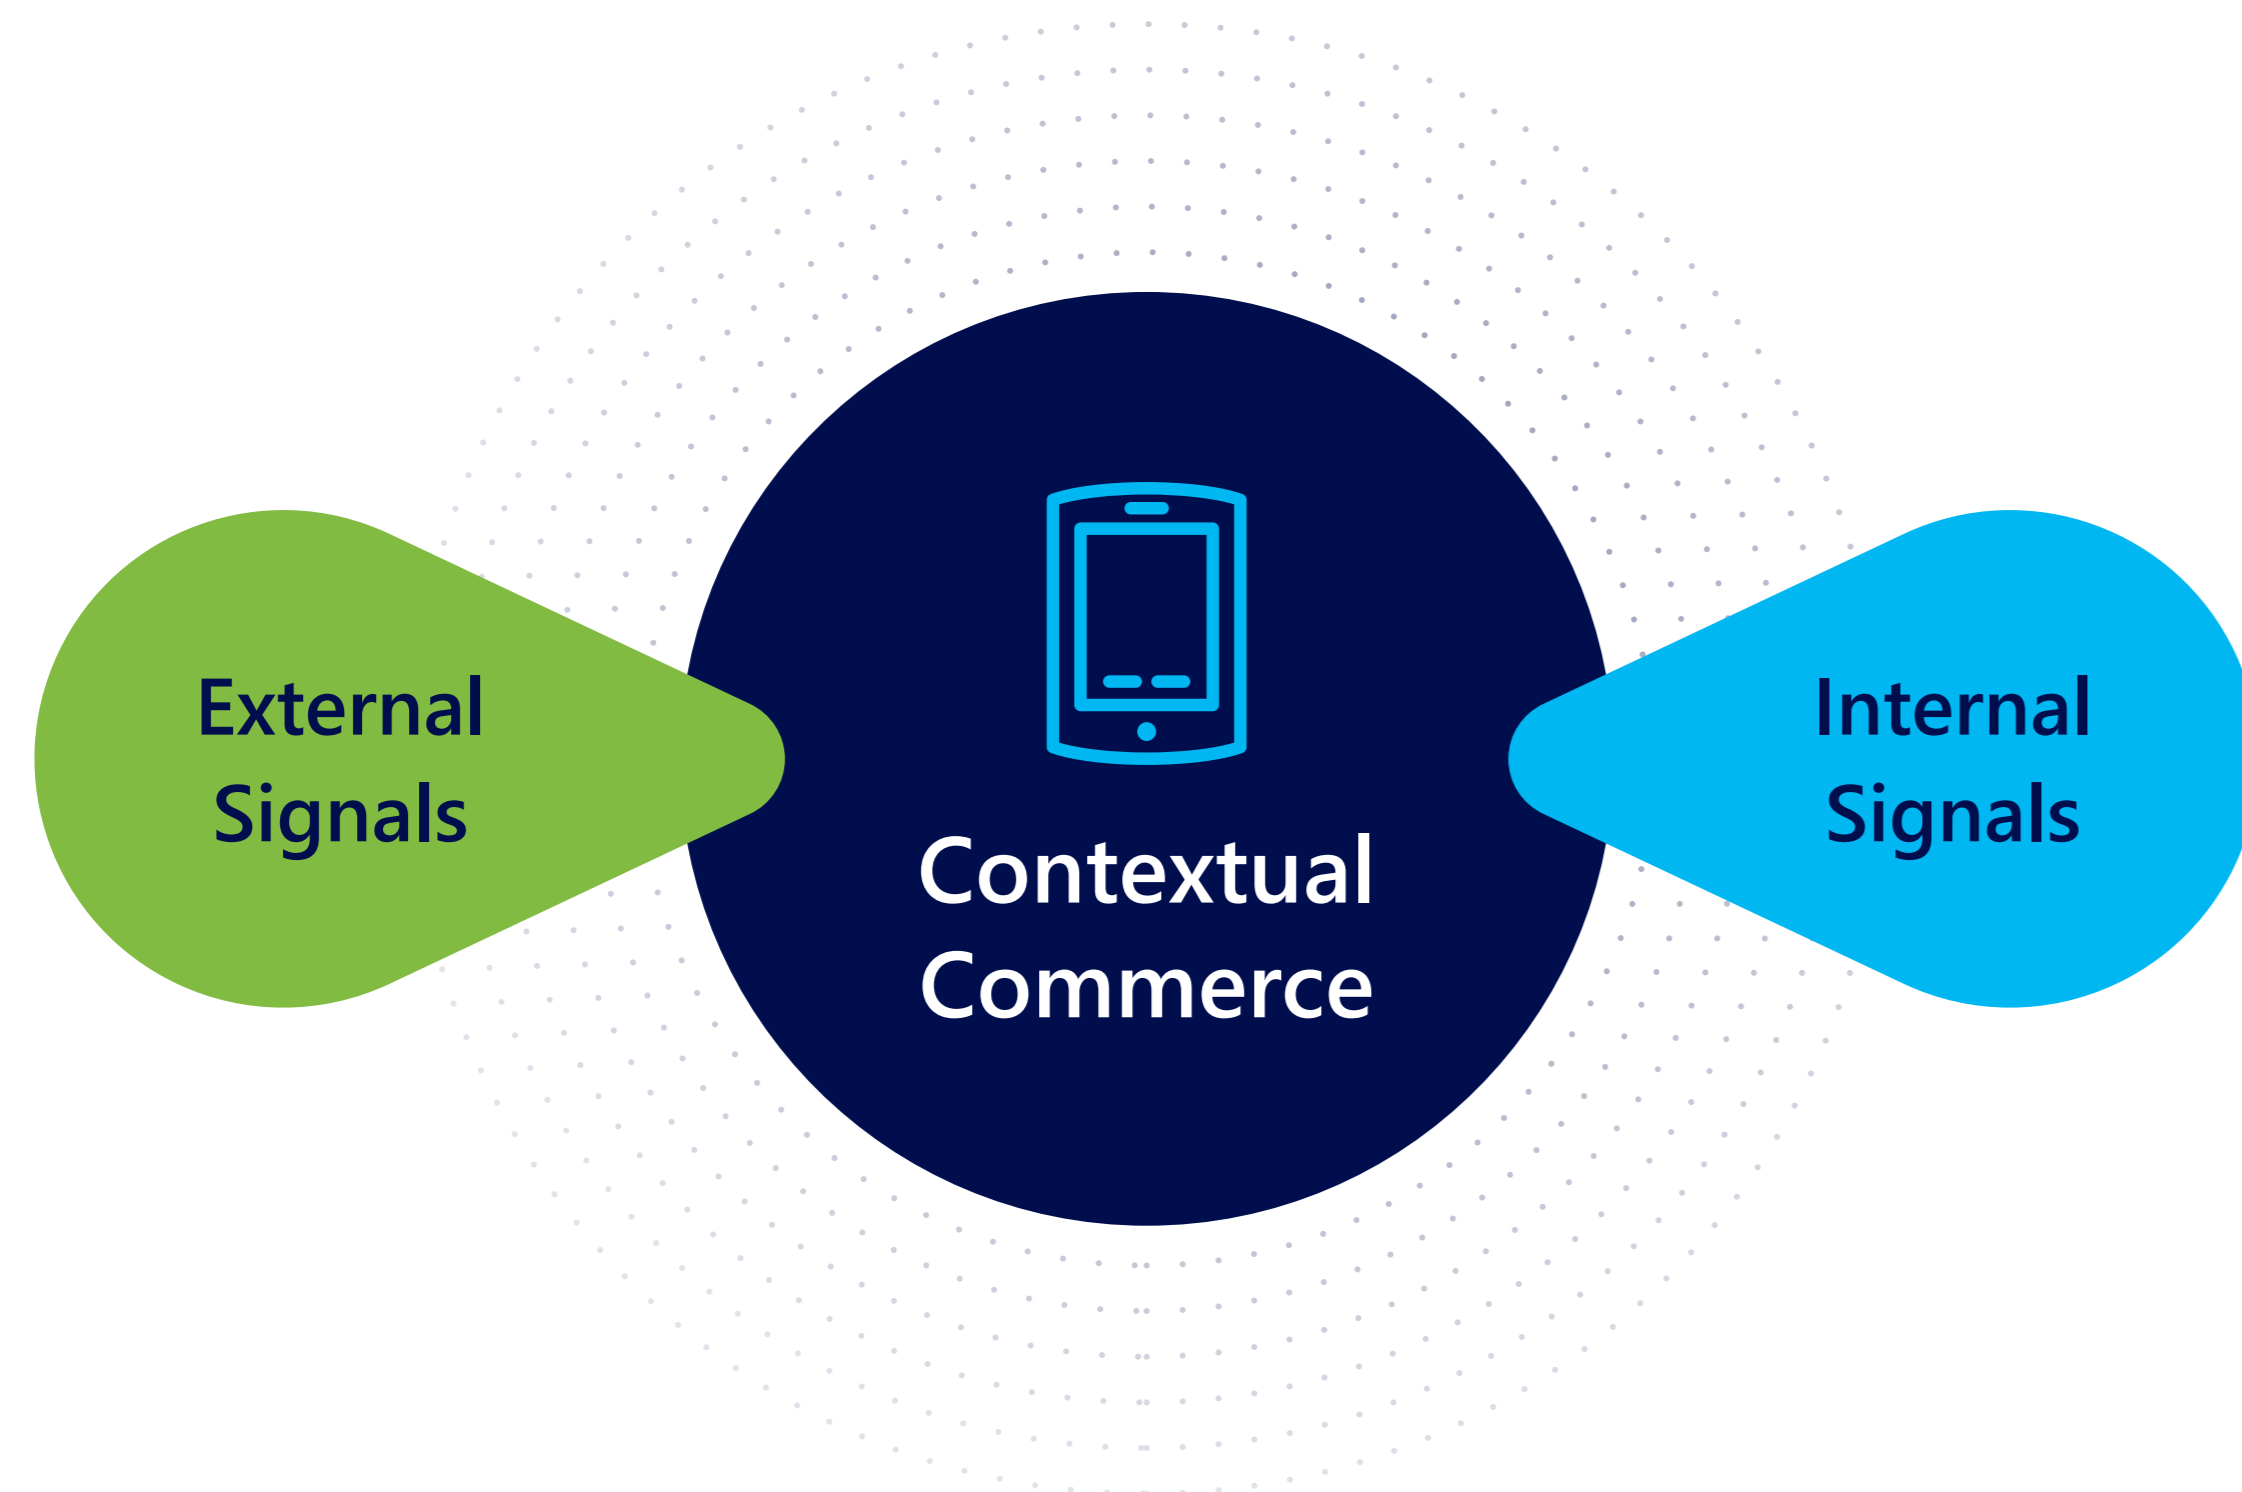 External
Signals
Contextual
Commerce
Internal
Signals